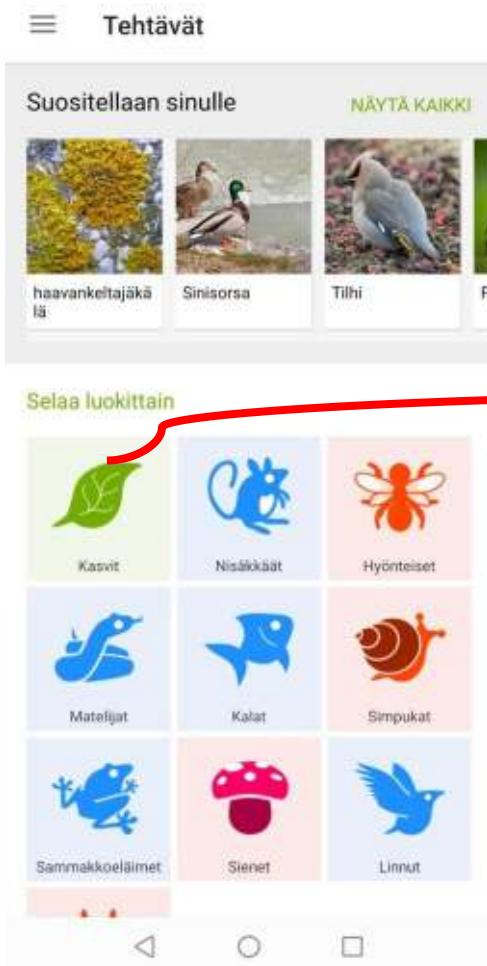 Tehtävät
Suositellaan sinulle NÄYTÄ KAIKKI
haavankeltajäkä
lä
Sinisorsa
Tilhi
Selaa luokittain
Kasvit
Nisäkkäät
Hyönteiset
Matelijat
Kalat
Simpukat
Sammakkoeläimet
Sienet
Linnut